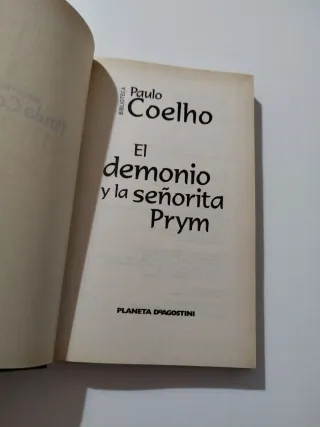 BIBLIOTECA
Paulo
Coelho
El
demonio
y la señorita
Prym
PLANETA DEAGOSTINI